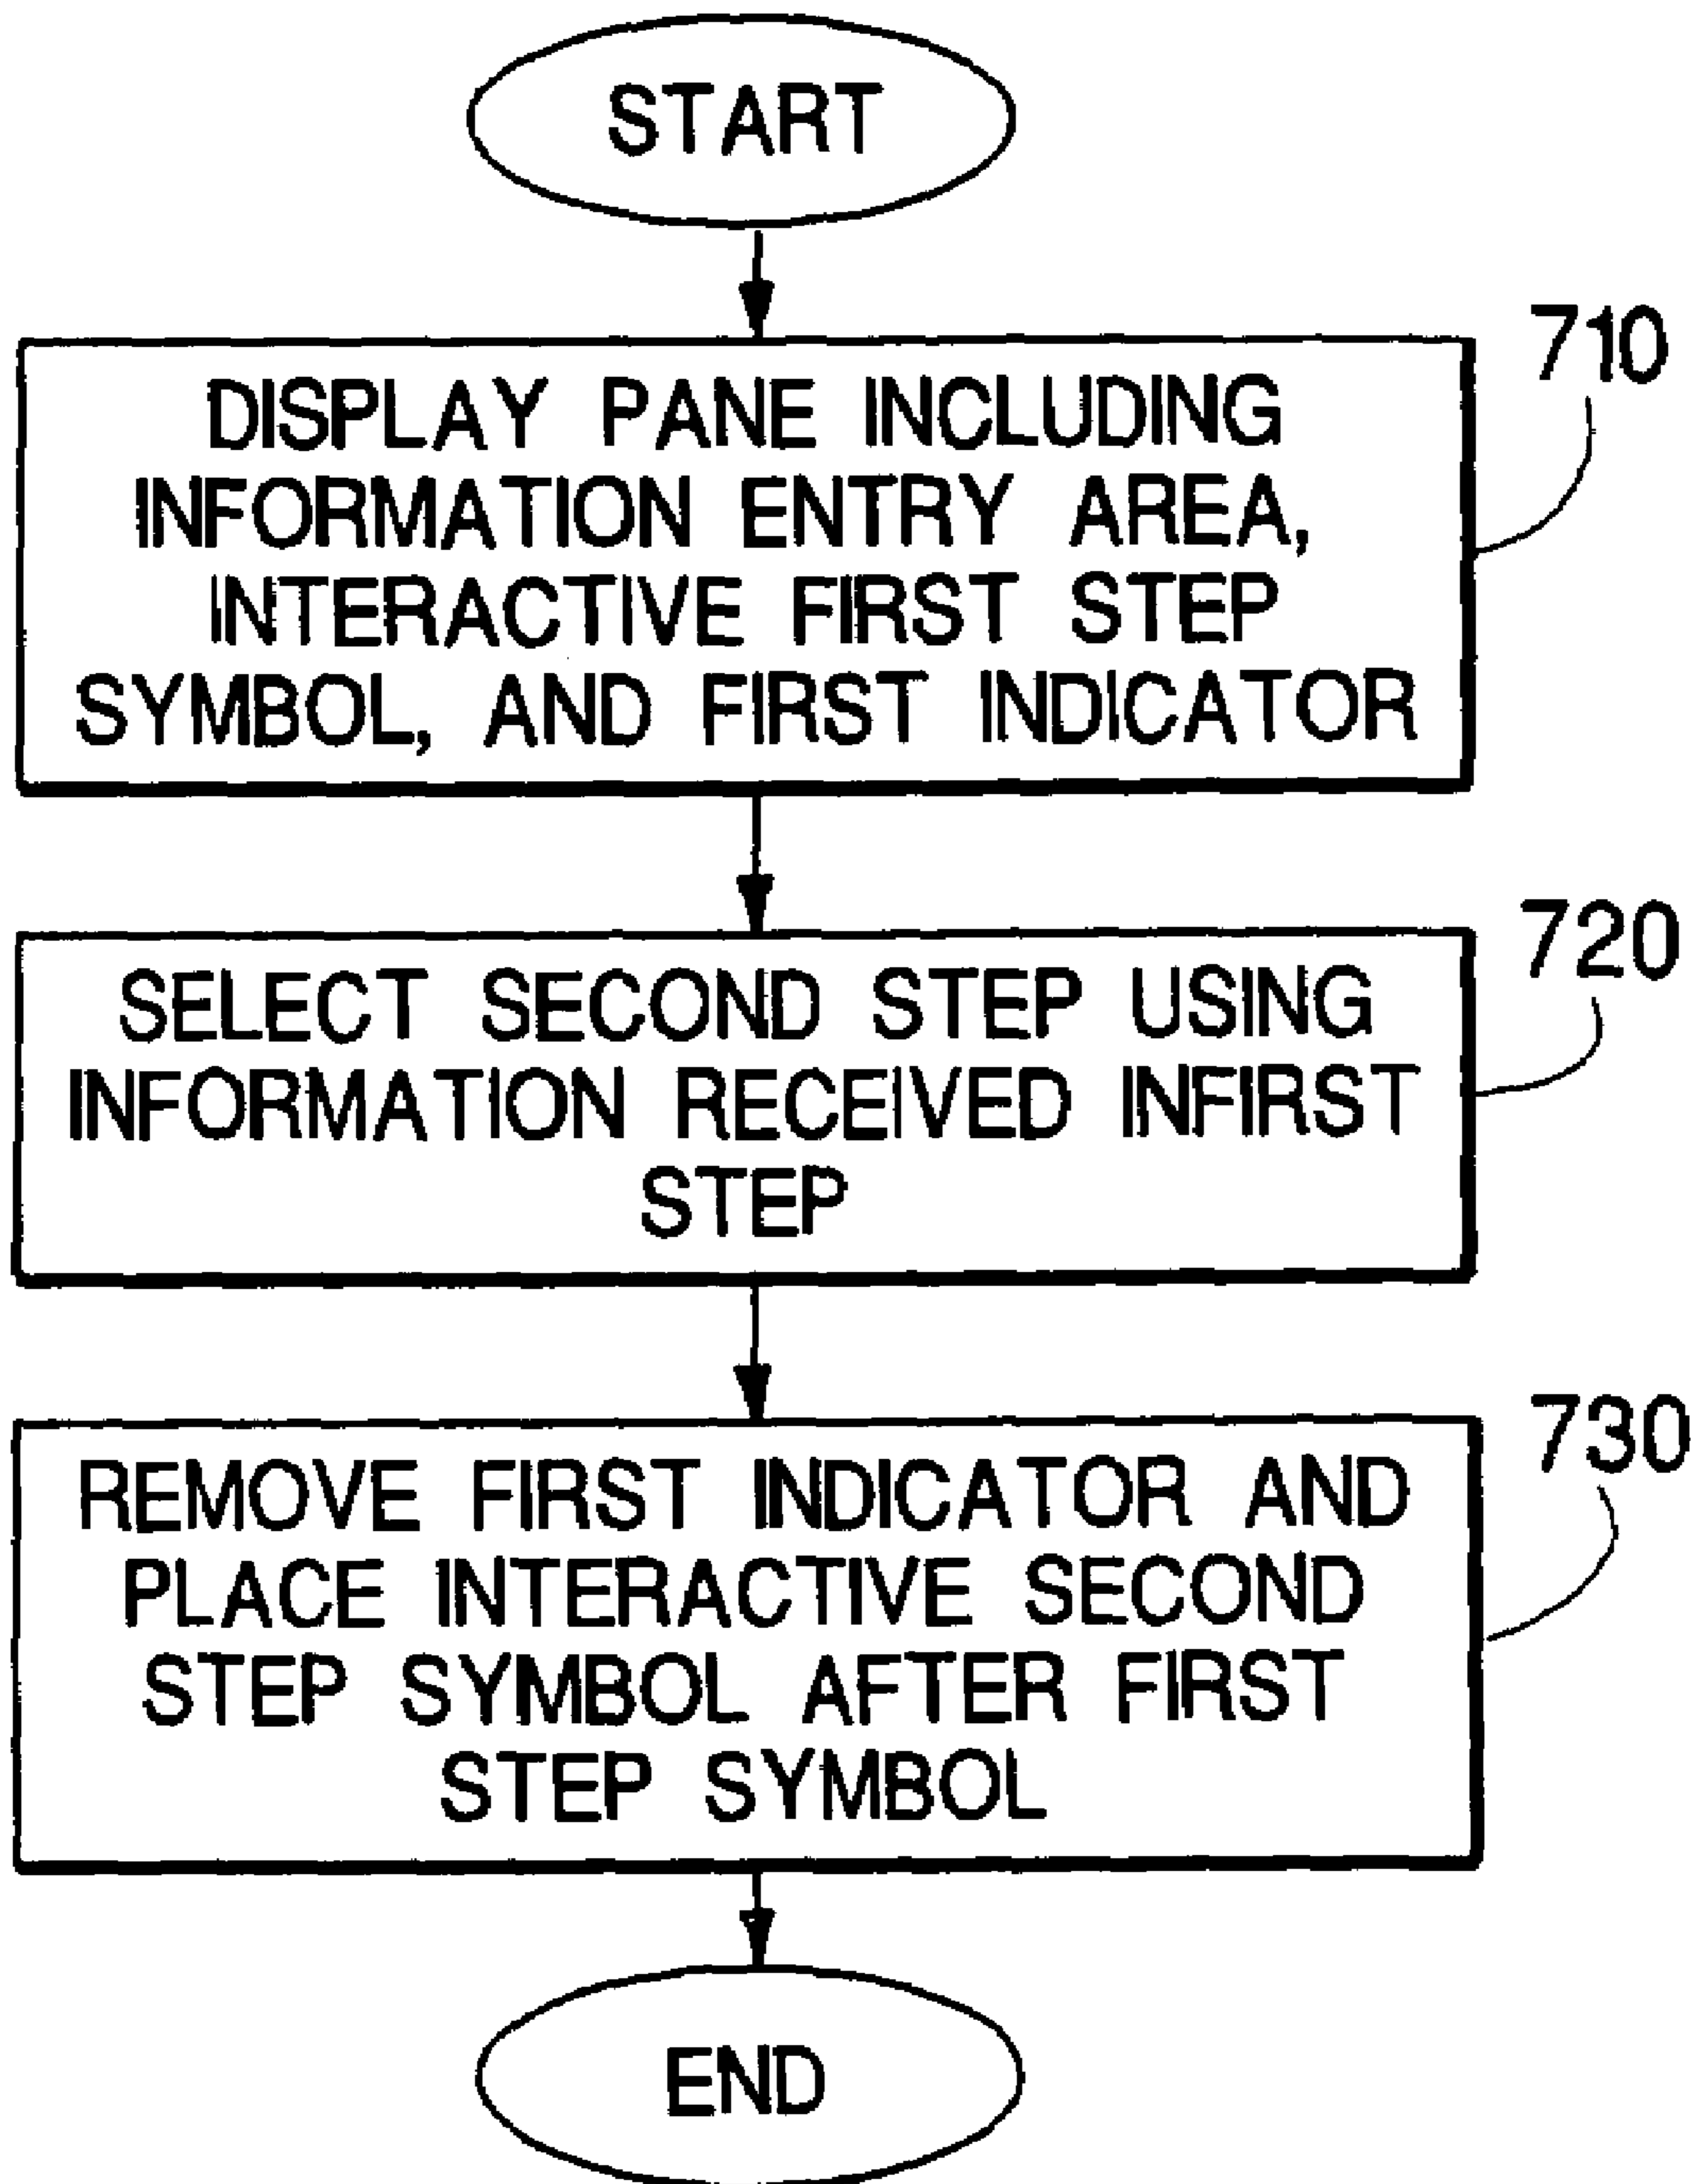 START
710
DISPLAY PANE INCLUDING
INFORMATION ENTRY AREA,
INTERACTIVE FIRST STEP
SYMBOL, AND FIRST INDICATOR
720
SELECT SECOND STEP USING
INFORMATION RECEIVED INFIRST
STEP
730
REMOVE FIRST INDICATOR AND
PLACE INTERACTIVE SECOND
STEP SYMBOL AFTER FIRST
STEP SYMBOL
END